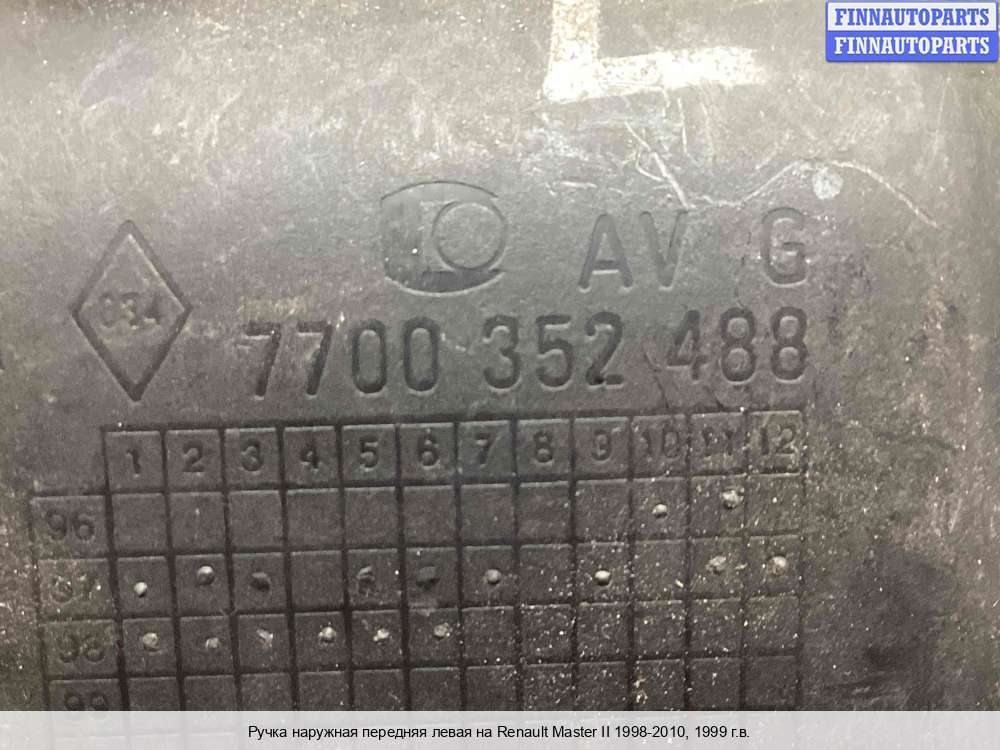 FINNAUTOPARTS
FINNAUTOPARTS
L
AV G
034
7700 352 488
1 2 3 4 5 6 7 8 9 10 11 12
96
97
98
99
Ручка наружная передняя левая на Renault Master II 1998-2010, 1999 г.в.